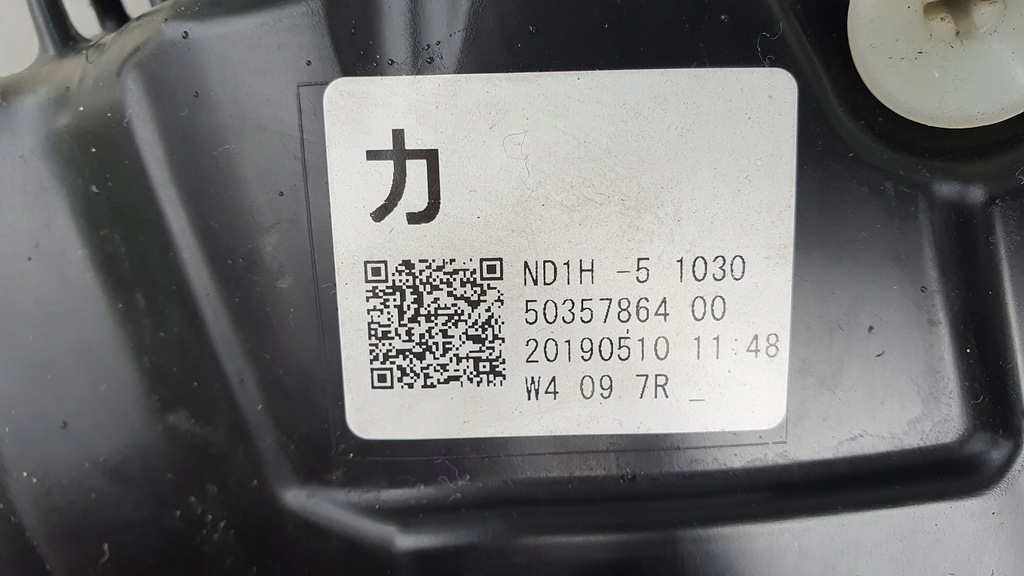 カ
ND1H -5 1030
50357864 00
20190510 11:48
W4 09 7R _